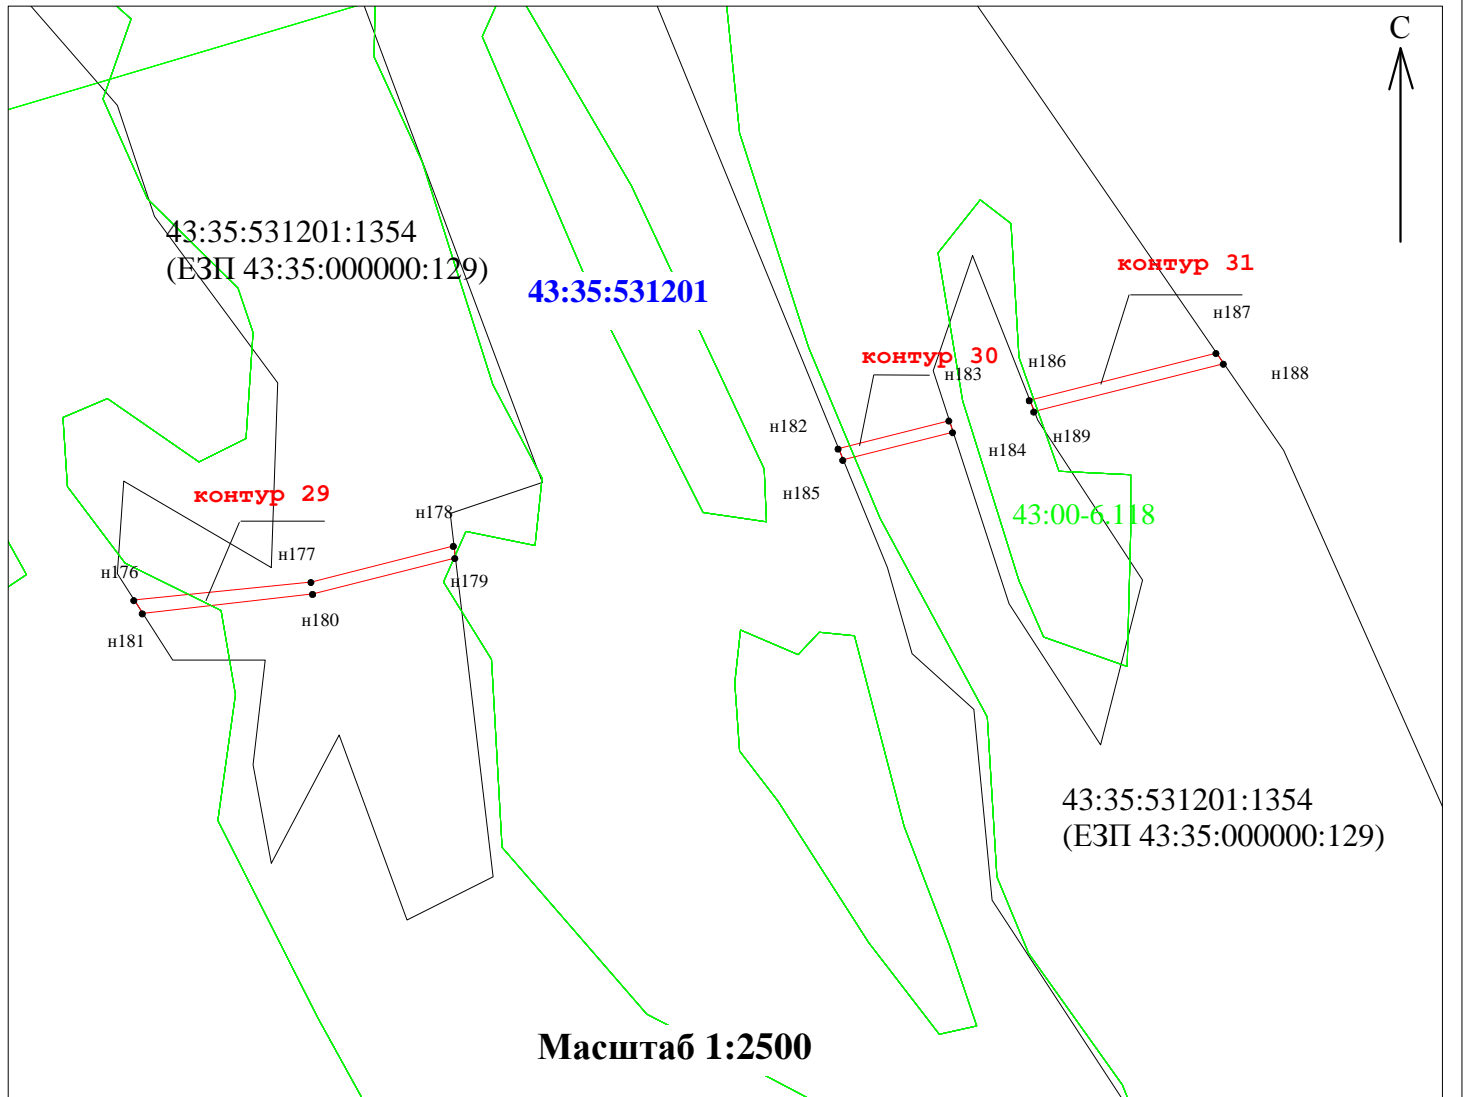 С
43:35:531201:1354
(ЕЗП 43:35:000000:129)
43:35:531201
контур 31
н187
контур 30
н183
н186
н188
н182
н184
н189
контур 29
н185
н178
43:00-6.118
н177
н176
н179
н180
н181
43:35:531201:1354
(ЕЗП 43:35:000000:129)
Масштаб 1:2500